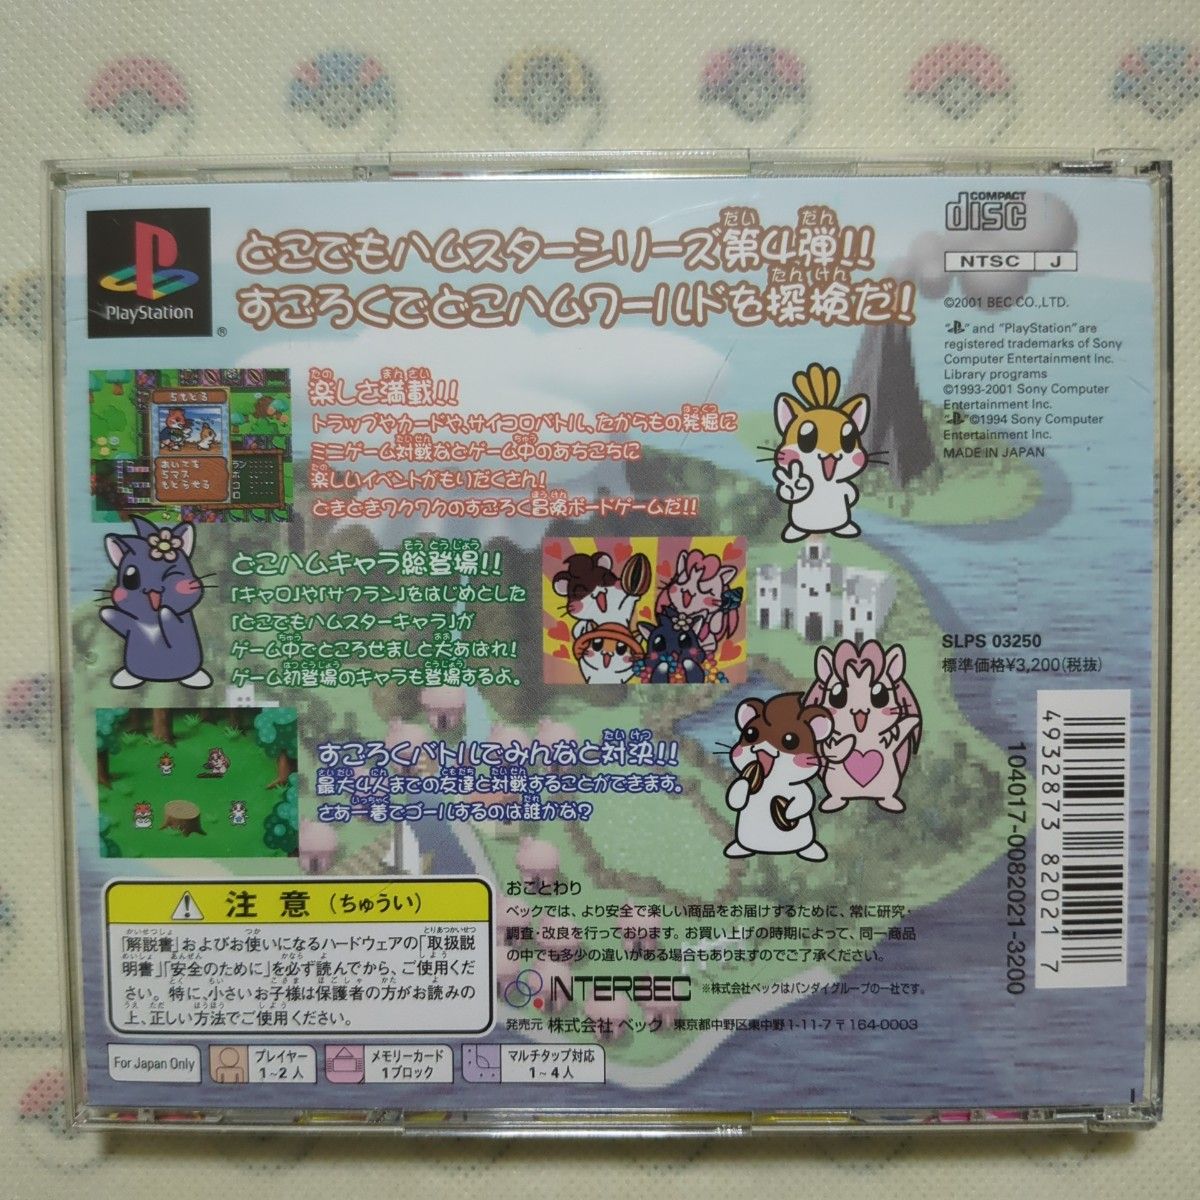 PlayStation
®
どこでもハムスターシリーズ第4弾!!
すごろくでどこハムワールドを探検だ!
COMPACT
disc
NTSC J
©2001 BEC CO.,LTD.
"PS" and "PlayStation" are
registered trademarks of Sony
Computer Entertainment Inc.
Library programs
©1993-2001 Sony Computer
Entertainment Inc.
"PS" ©1994 Sony Computer
Entertainment Inc.
MADE IN JAPAN
楽しさ満載!!
トラップやカードや、サイコロバトル、たからもの発掘に
ミニゲーム対戦などゲーム中のあちこちに
楽しいイベントがもりだくさん!
どきどきワクワクのすごろく冒険ボードゲームだ!!
ちもどる
おいてる
5マス
もどらせる
どこハムキャラ総登場!!
「キャロ」や「サフラン」をはじめとした
「どこでもハムスターキャラ」が
ゲーム中でところせましと大あばれ!
ゲーム初登場のキャラも登場するよ。
すごろくバトルでみんなと対決!!
最大4人までの友達と対戦することができます。
さあ一着でゴールするのは誰かな?
SLPS 03250
標準価格¥3,200(税抜)
4932873 82021 7
104017-0082021-3200
注意(ちゅうい)
「解説書」およびお使いになるハードウェアの「取扱説
明書」「安全のために」を必ず読んでから、ご使用くだ
さい。特に、小さいお子様は保護者の方がお読みの
上、正しい方法でご使用ください。
おことわり
ベックでは、より安全で楽しい商品をお届けするために、常に研究・
調査・改良を行っております。お買い上げの時期によって、同一商品
の中でも多少の違いがある場合もありますのでご了承ください。
INTERBEC ※株式会社ベックはバンダイグループの一社です。
発売元 株式会社 ベック 東京都中野区東中野1-11-7 〒164-0003
For Japan Only
プレイヤー
1~2人
メモリーカード
1ブロック
マルチタップ対応
1~4人